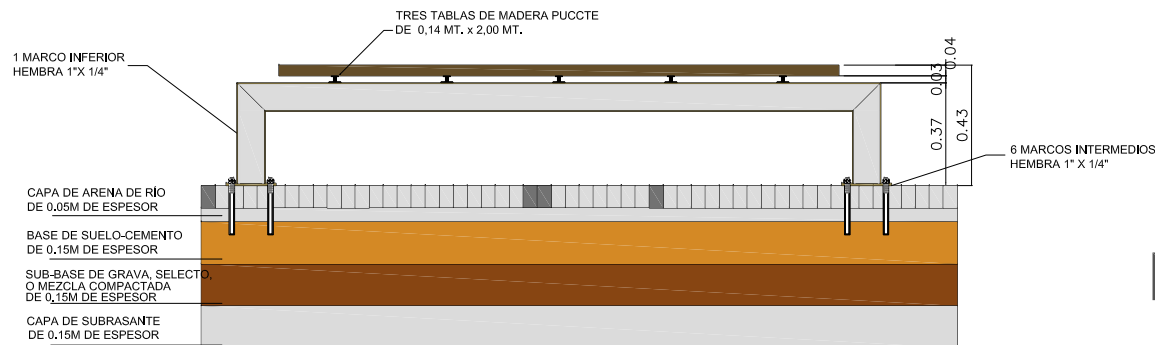 TRES TABLAS DE MADERA PUCCTE
DE 0,14 MT. x 2,00 MT.
1 MARCO INFERIOR
HEMBRA 1"X 1/4"
0.04
0.03
0.37
0.43
6 MARCOS INTERMEDIOS
HEMBRA 1" X 1/4"
CAPA DE ARENA DE RÍO
DE 0.05M DE ESPESOR
BASE DE SUELO-CEMENTO
DE 0.15M DE ESPESOR
SUB-BASE DE GRAVA, SELECTO,
O MEZCLA COMPACTADA
DE 0.15M DE ESPESOR
CAPA DE SUBRASANTE
DE 0.15M DE ESPESOR